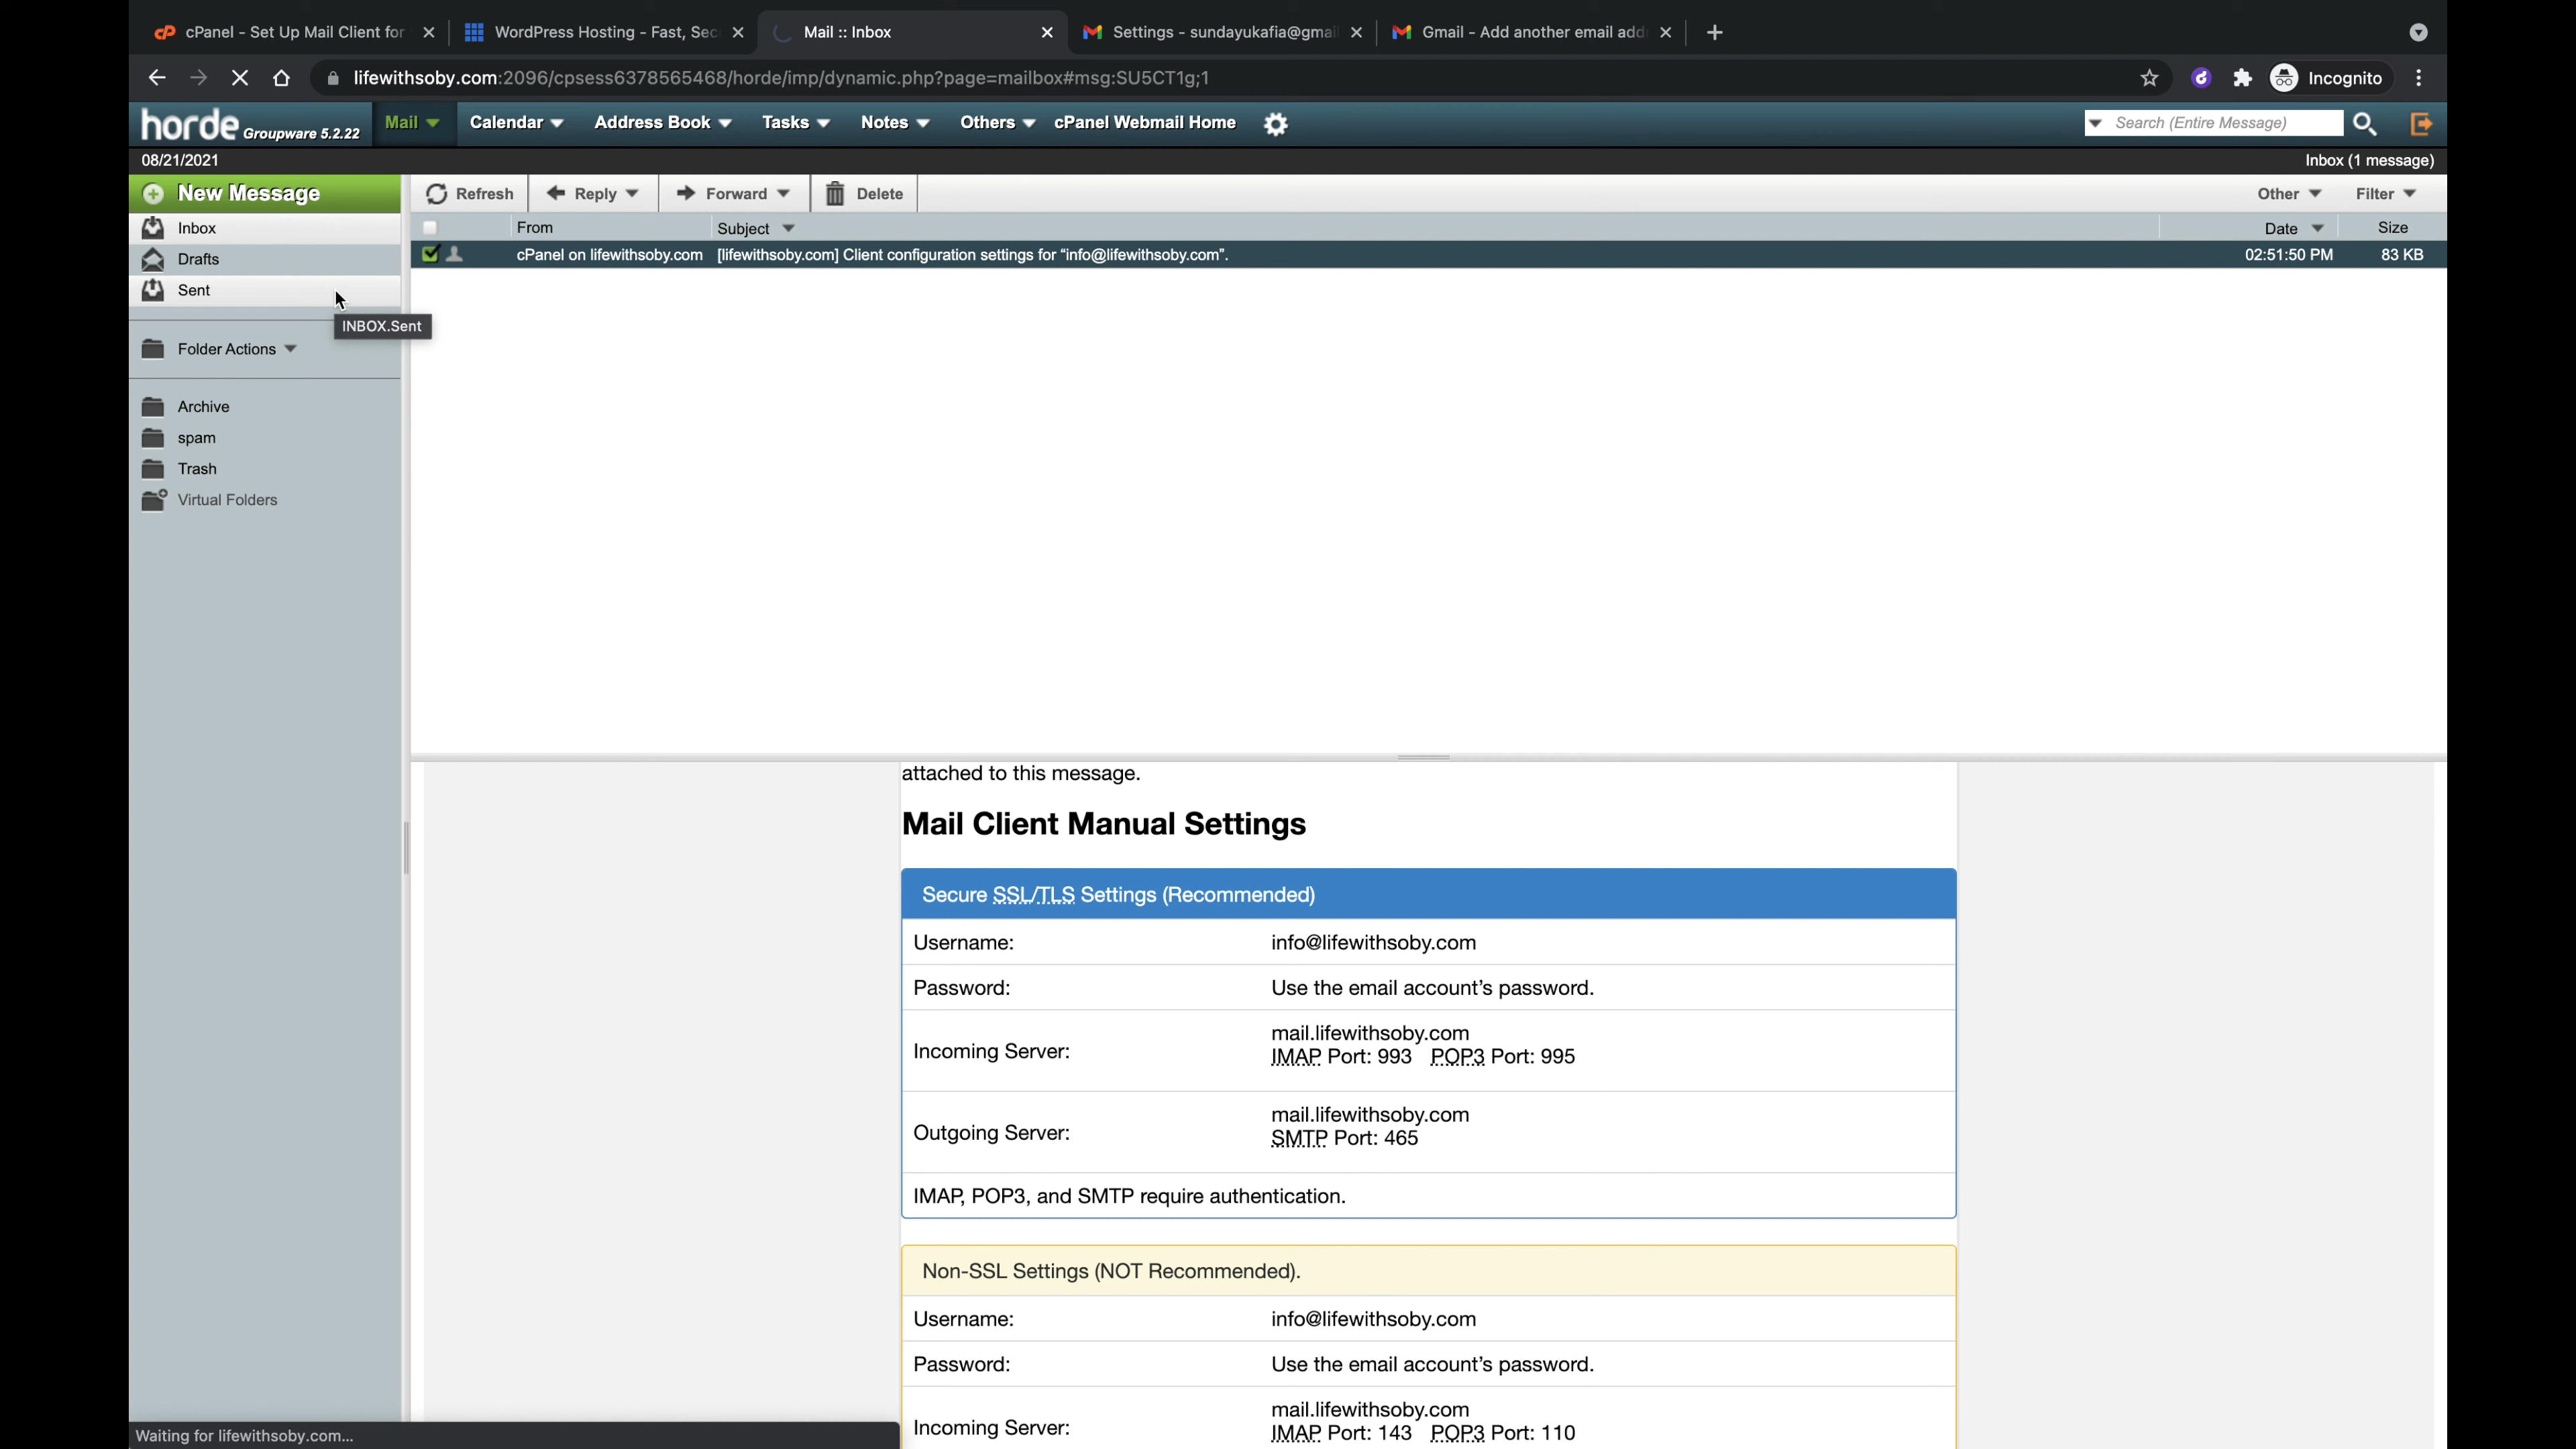 cPanel - Set Up Mail Client for
WordPress Hosting - Fast, Sec
Mail :: Inbox
Settings - sundayukafia@gmai
Gmail - Add another email add
lifewithsoby.com:2096/cpsess6378565468/horde/imp/dynamic.php?page=mailbox#msg:SU5CT1g;1
Incognito
horde Groupware 5.2.22
Mail
Calendar
Address Book
Tasks
Notes
Others
cPanel Webmail Home
Search (Entire Message)
08/21/2021
Inbox (1 message)
New Message
Refresh
Reply
Forward
Delete
Other
Filter
Inbox
From
Subject
Date
Size
cPanel on lifewithsoby.com
[lifewithsoby.com] Client configuration settings for “info@lifewithsoby.com”.
02:51:50 PM
83 KB
Drafts
Sent
INBOX.Sent
Folder Actions
Archive
spam
Trash
Virtual Folders
attached to this message.
Mail Client Manual Settings
Secure SSL/TLS Settings (Recommended)
Username: info@lifewithsoby.com
Password: Use the email account’s password.
Incoming Server: mail.lifewithsoby.com
IMAP Port: 993 POP3 Port: 995
Outgoing Server: mail.lifewithsoby.com
SMTP Port: 465
IMAP, POP3, and SMTP require authentication.
Non-SSL Settings (NOT Recommended).
Username: info@lifewithsoby.com
Password: Use the email account’s password.
Incoming Server: mail.lifewithsoby.com
IMAP Port: 143 POP3 Port: 110
Waiting for lifewithsoby.com...